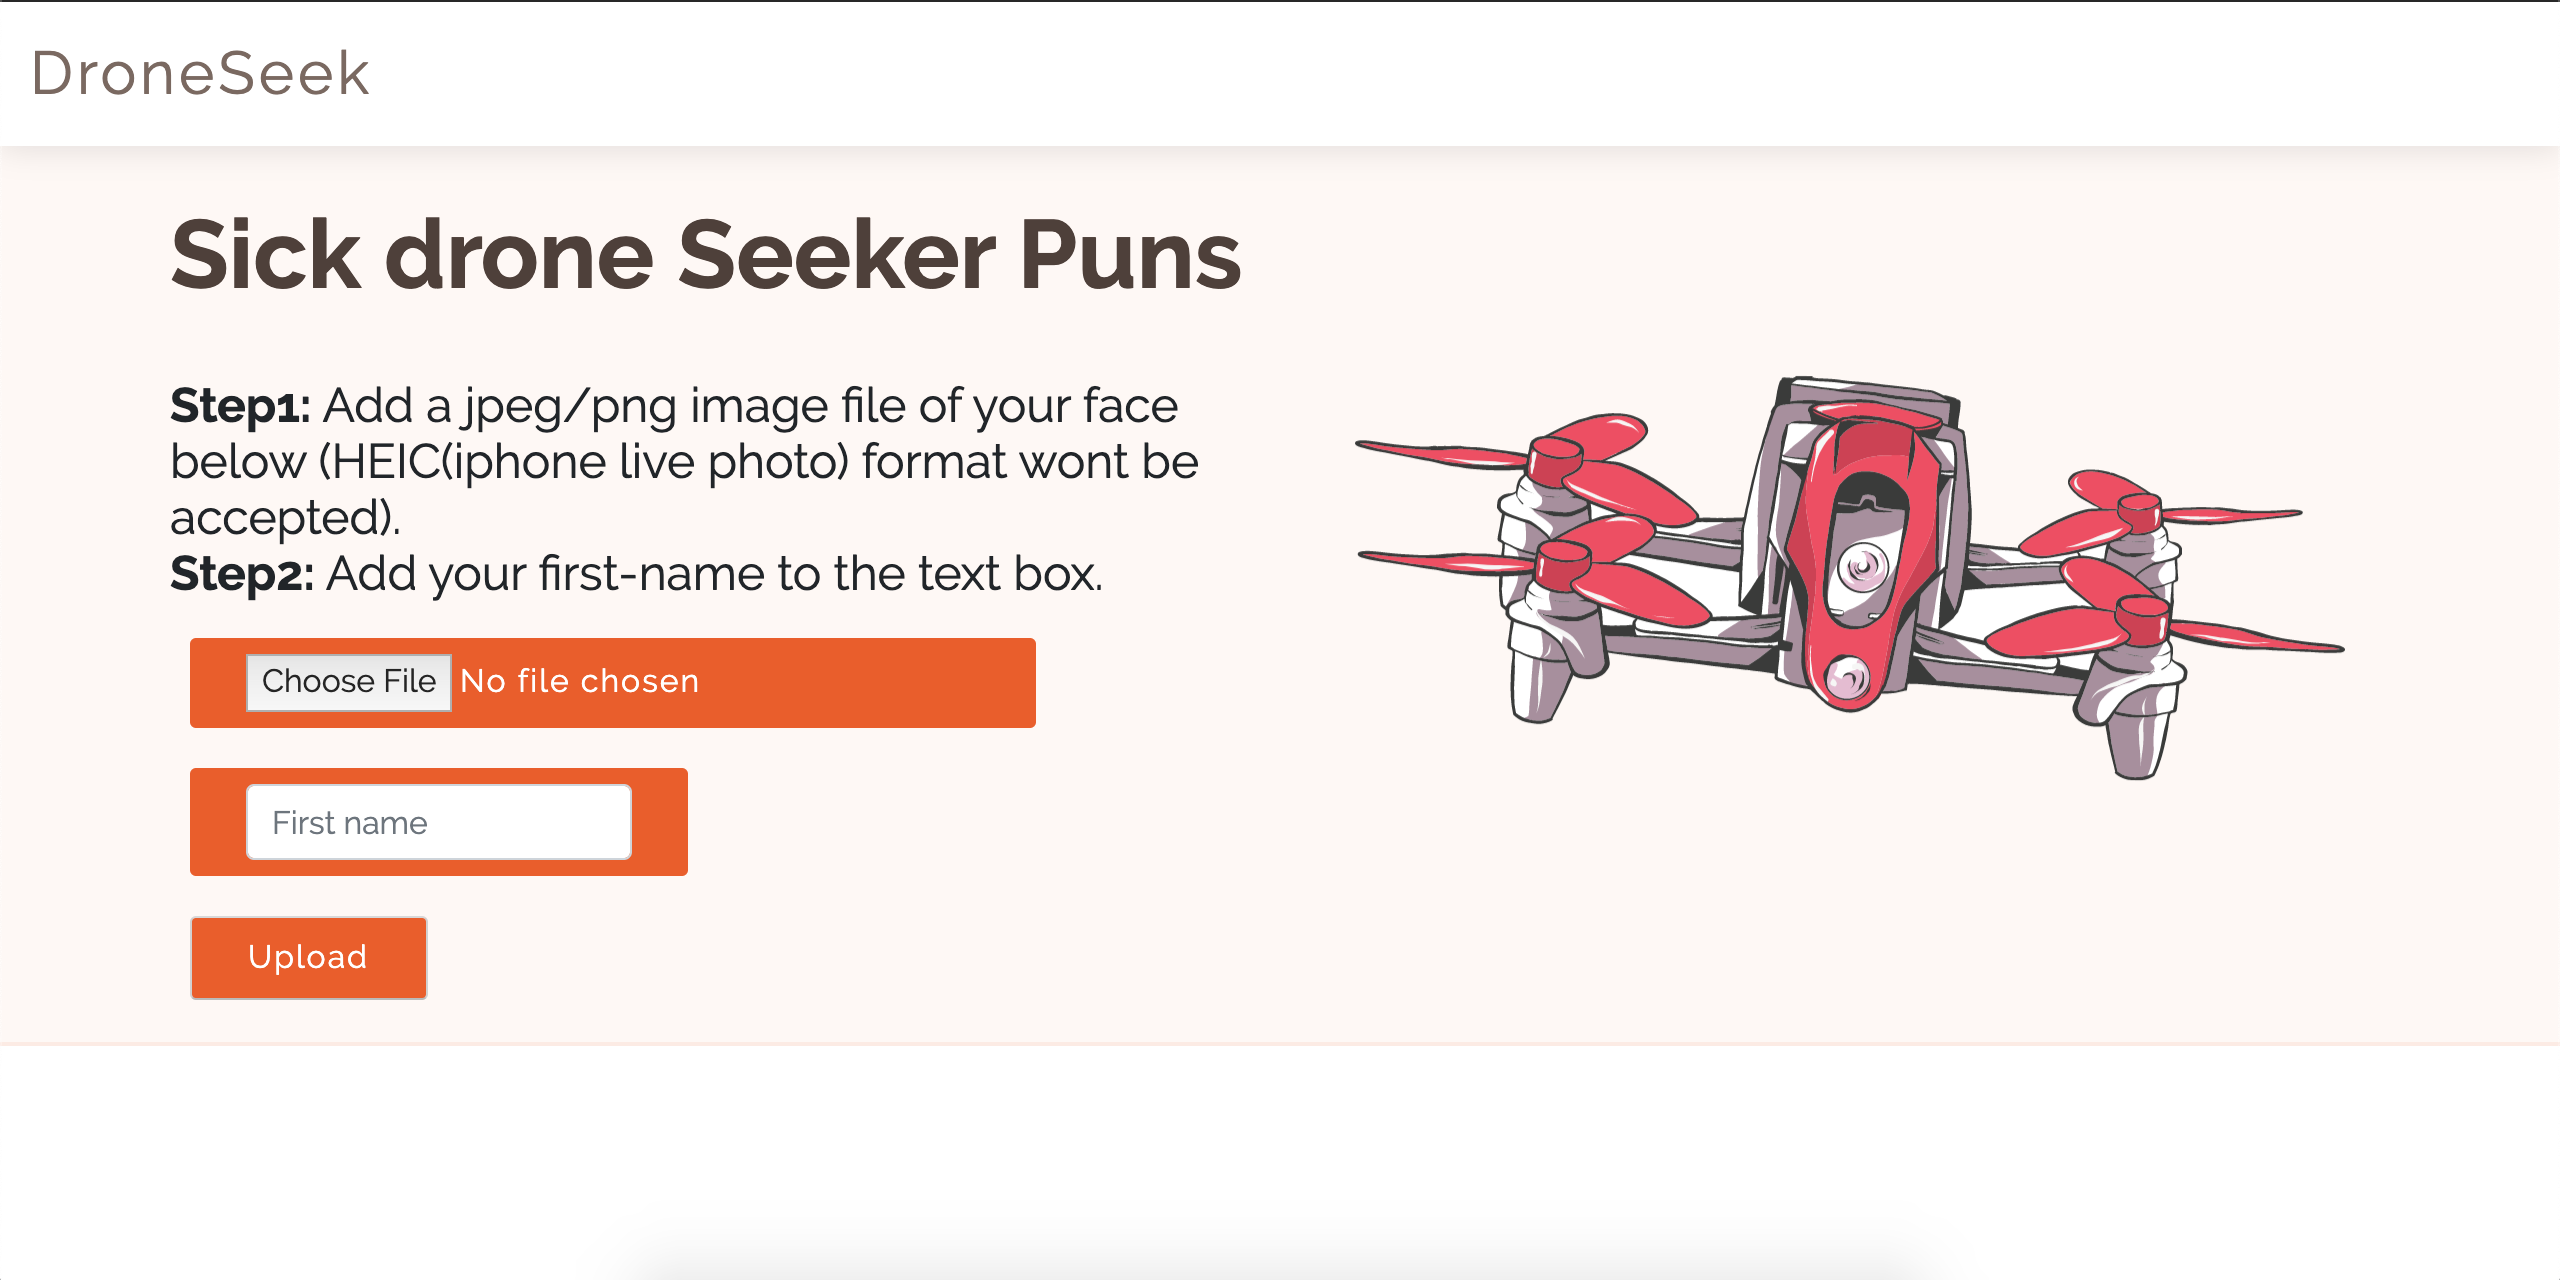 DroneSeek
Sick drone Seeker Puns
Step1: Add a jpeg/png image file of your face
below (HEIC(iphone live photo) format wont be
accepted).
Step2: Add your first-name to the text box.
Choose File No file chosen
First name
Upload